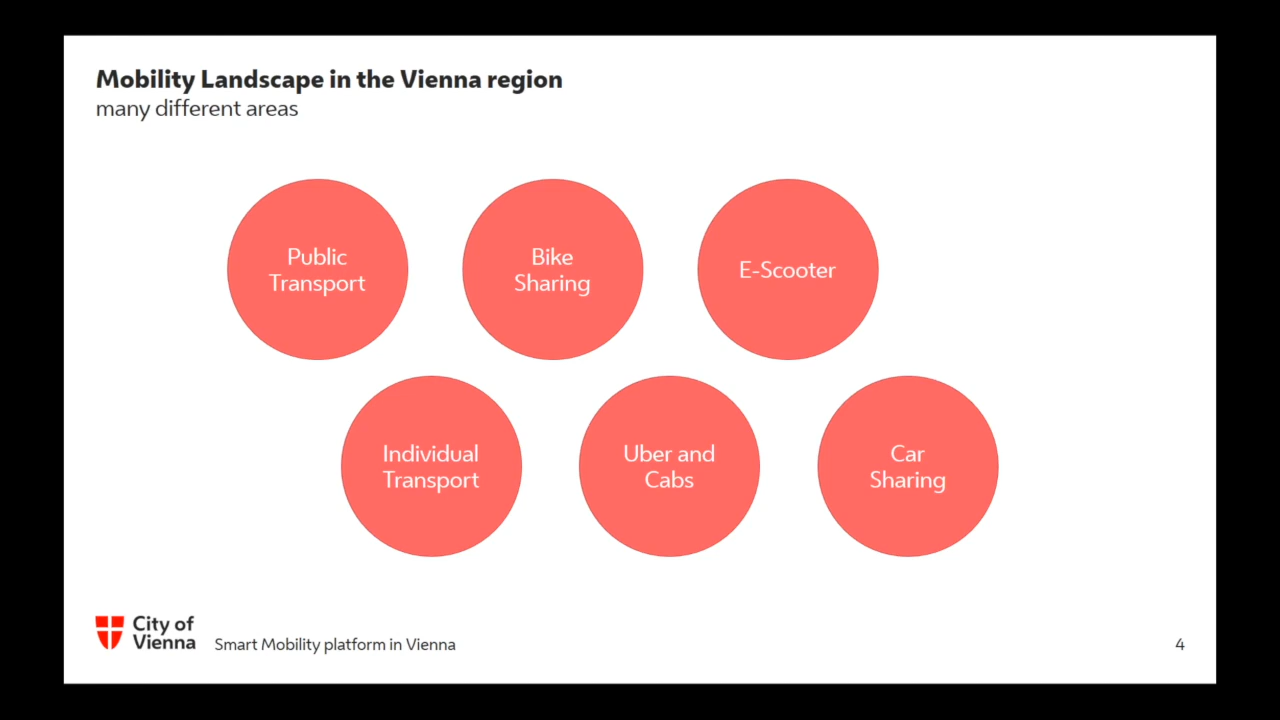 Mobility Landscape in the Vienna region
many different areas
Public
Transport
Bike
Sharing
E-Scooter
Individual
Transport
Uber and
Cabs
Car
Sharing
City of
Vienna
Smart Mobility platform in Vienna
4